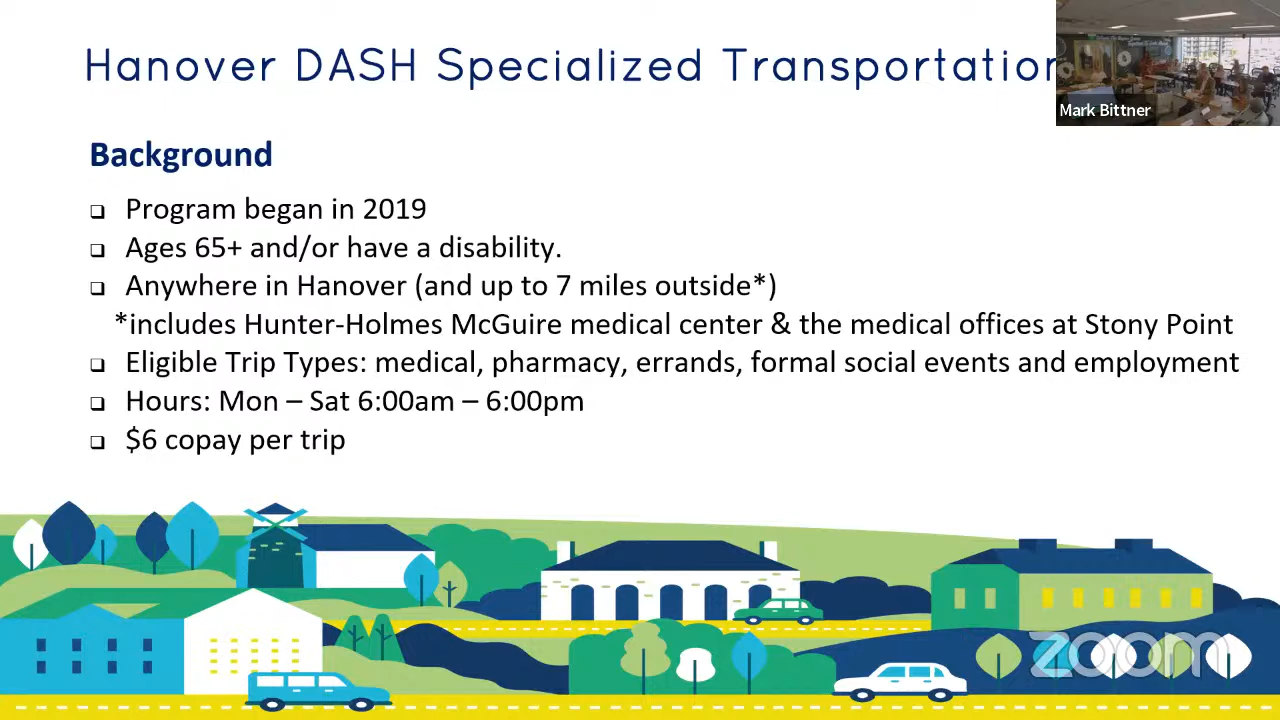 Hanover DASH Specialized Transportation
Mark Bittner
Background
Program began in 2019
Ages 65+ and/or have a disability.
Anywhere in Hanover (and up to 7 miles outside*)
*includes Hunter-Holmes McGuire medical center & the medical offices at Stony Point
Eligible Trip Types: medical, pharmacy, errands, formal social events and employment
Hours: Mon – Sat 6:00am – 6:00pm
$6 copay per trip
zoom